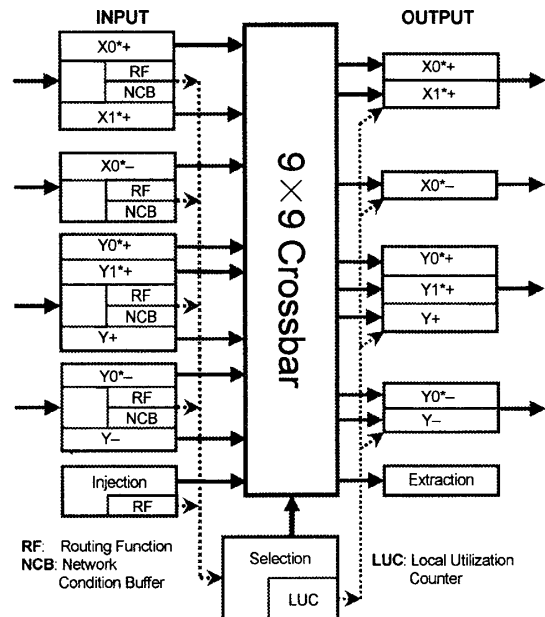 INPUT
OUTPUT
X0*+
RF
NCB
X1*+
X0*–
RF
NCB
Y0*+
Y1*+
RF
NCB
Y+
Y0*–
RF
NCB
Y–
Injection
RF
9×9 Crossbar
X0*+
X1*+
X0*–
Y0*+
Y1*+
Y+
Y0*–
Y–
Extraction
Selection
LUC
RF: Routing Function
NCB: Network
Condition Buffer
LUC: Local Utilization
Counter